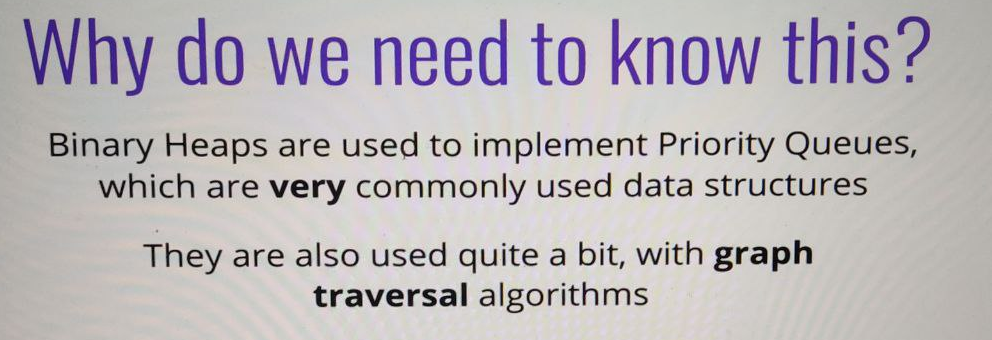 Why do we need to know this?
Binary Heaps are used to implement Priority Queues,
which are very commonly used data structures
They are also used quite a bit, with graph
traversal algorithms